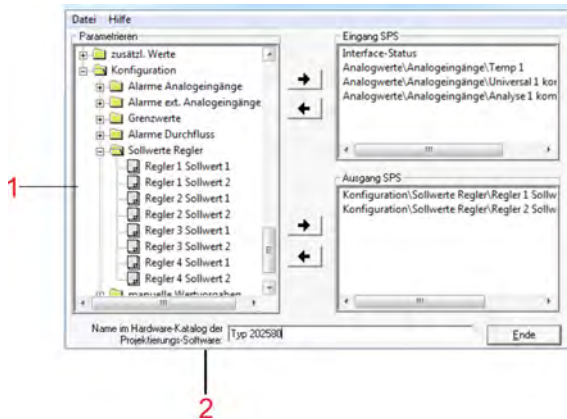 Datei Hilfe
Parametrieren
zusätzl. Werte
Konfiguration
Alarme Analogeingänge
Alarme ext. Analogeingänge
Grenzwerte
Alarme Durchfluss
Sollwerte Regler
Regler 1 Sollwert 1
Regler 1 Sollwert 2
Regler 2 Sollwert 1
Regler 2 Sollwert 2
Regler 3 Sollwert 1
Regler 3 Sollwert 2
Regler 4 Sollwert 1
Regler 4 Sollwert 2
manuelle Wertvorgaben
Eingang SPS
Interface-Status
Analogwerte\Analogeingänge\Temp 1
Analogwerte\Analogeingänge\Universal 1 kor
Analogwerte\Analogeingänge\Analyse 1 kom
Ausgang SPS
Konfiguration\Sollwerte Regler\Regler 1 Sollw
Konfiguration\Sollwerte Regler\Regler 2 Sollw
Name im Hardware-Katalog der
Projektierungs-Software:
Typ 202580
Ende
1
2